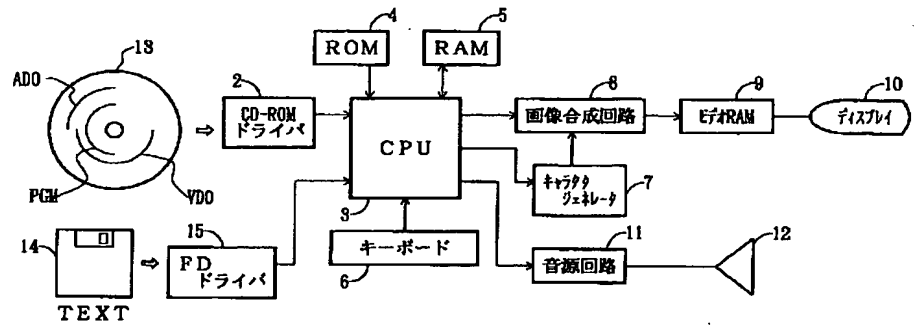 4
5
ROM
RAM
13
ADO
2
8
9
10
CD-ROM
ドライバ
CPU
画像合成回路
ビデオRAM
ディスプレイ
PGM
VDO
3
キャラクタ
ジェネレータ
7
14
15
FD
ドライバ
キーボード
6
11
音源回路
12
TEXT